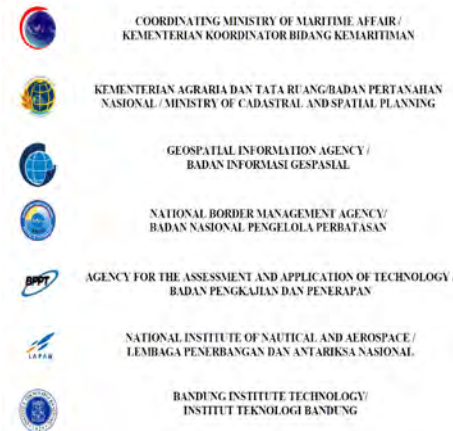 COORDINATING MINISTRY OF MARITIME AFFAIR /
KEMENTERIAN KOORDINATOR BIDANG KEMARITIMAN
KEMENTERIAN AGRARIA DAN TATA RUANG/BADAN PERTANAHAN
NASIONAL / MINISTRY OF CADASTRAL AND SPATIAL PLANNING
GEOSPATIAL INFORMATION AGENCY /
BADAN INFORMASI GESPASIAL
NATIONAL BORDER MANAGEMENT AGENCY/
BADAN NASIONAL PENGELOLA PERBATASAN
BPPT
AGENCY FOR THE ASSESSMENT AND APPLICATION OF TECHNOLOGY /
BADAN PENGKAJIAN DAN PENERAPAN
LAPAN
NATIONAL INSTITUTE OF NAUTICAL AND AEROSPACE /
LEMBAGA PENERBANGAN DAN ANTARIKSA NASIONAL
BANDUNG INSTITUTE TECHNOLOGY/
INSTITUT TEKNOLOGI BANDUNG